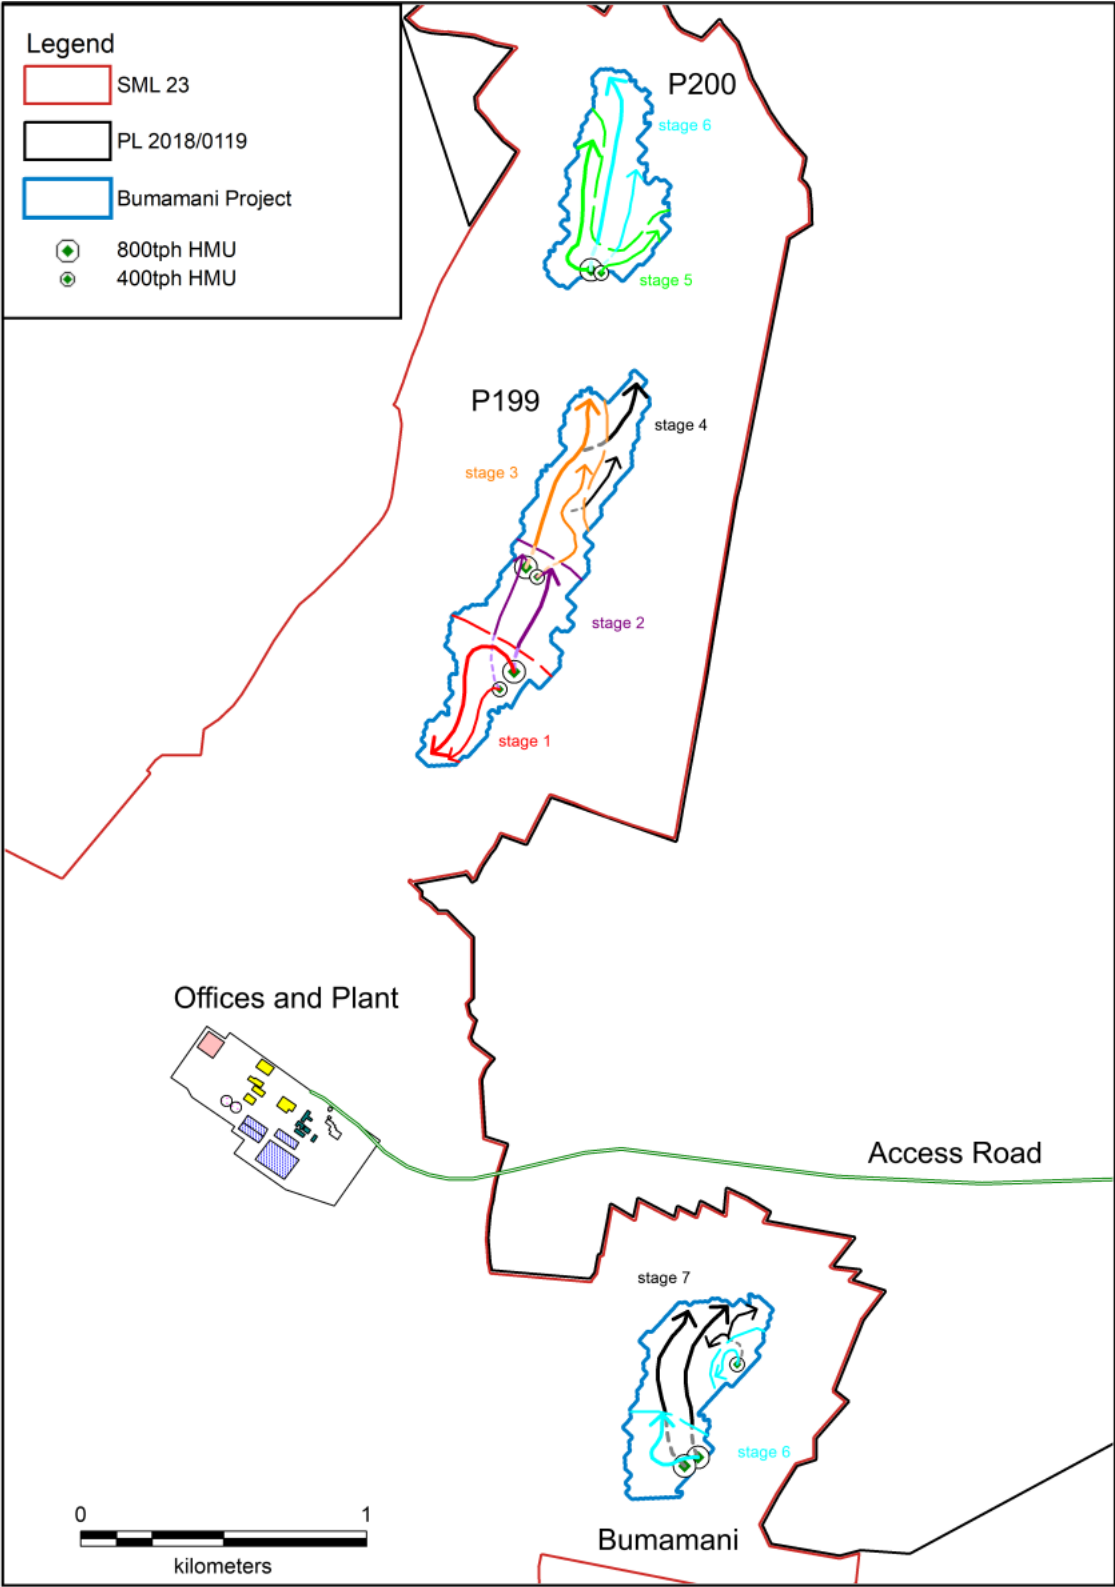 Legend
SML 23
PL 2018/0119
Bumamani Project
800tph HMU
400tph HMU
P200
stage 6
stage 5
P199
stage 4
stage 3
stage 2
stage 1
Offices and Plant
Access Road
stage 7
stage 6
0 1
kilometers
Bumamani